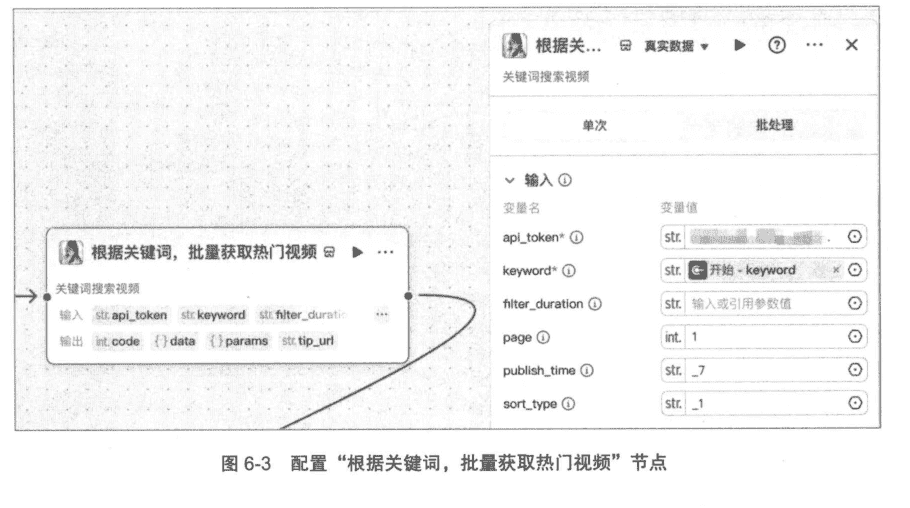 根据关...
真实数据
关键词搜索视频
单次
批处理
输入
变量名
变量值
api_token*
str.
keyword*
str. 开始 - keyword ×
filter_duration
str. 输入或引用参数值
page
int. 1
publish_time
str. _7
sort_type
str. _1
根据关键词，批量获取热门视频
关键词搜索视频
输入 str.api_token str.keyword str.filter_duratio
输出 int.code {}data {}params str.tip_url
图 6-3 配置“根据关键词，批量获取热门视频”节点